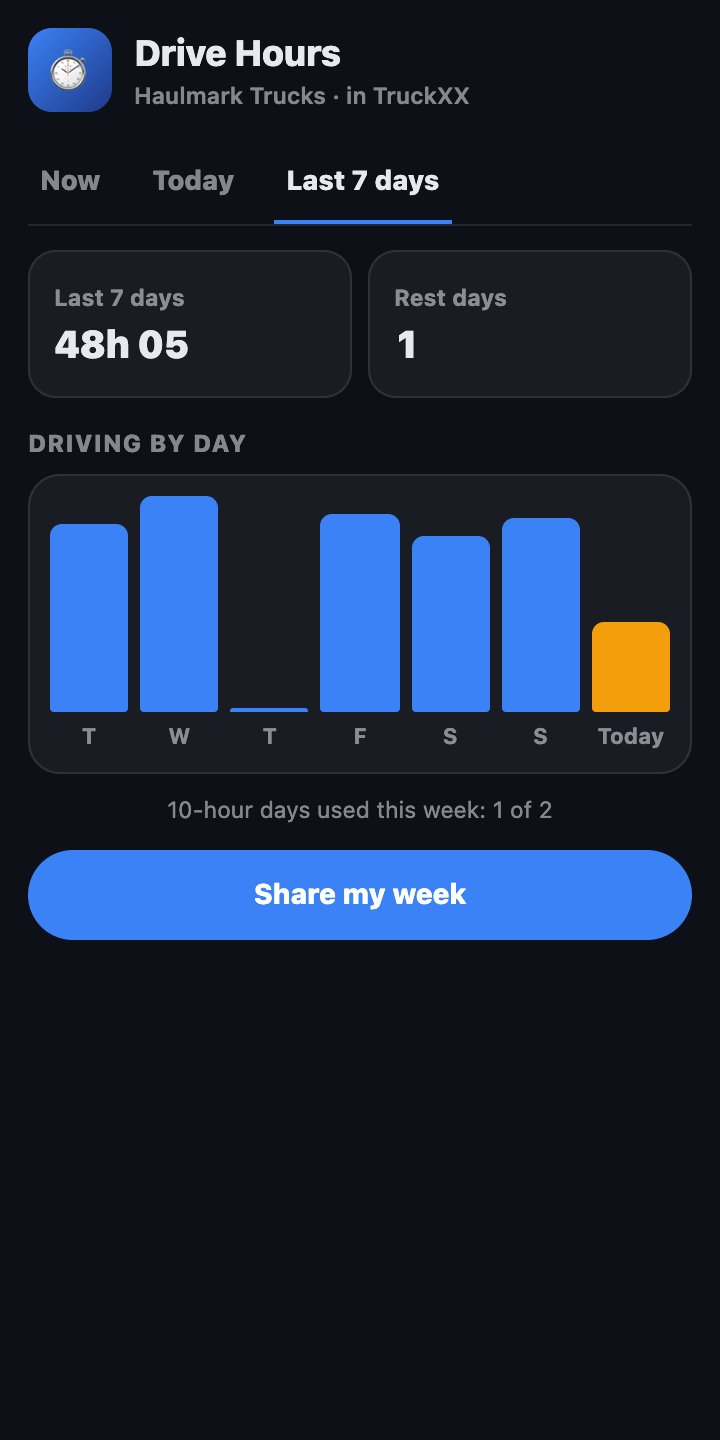 Drive Hours
Haulmark Trucks · in TruckXX
Now Today Last 7 days
Last 7 days Rest days
48h 05 1
DRIVING BY DAY
T W T F S S Today
10-hour days used this week: 1 of 2
Share my week